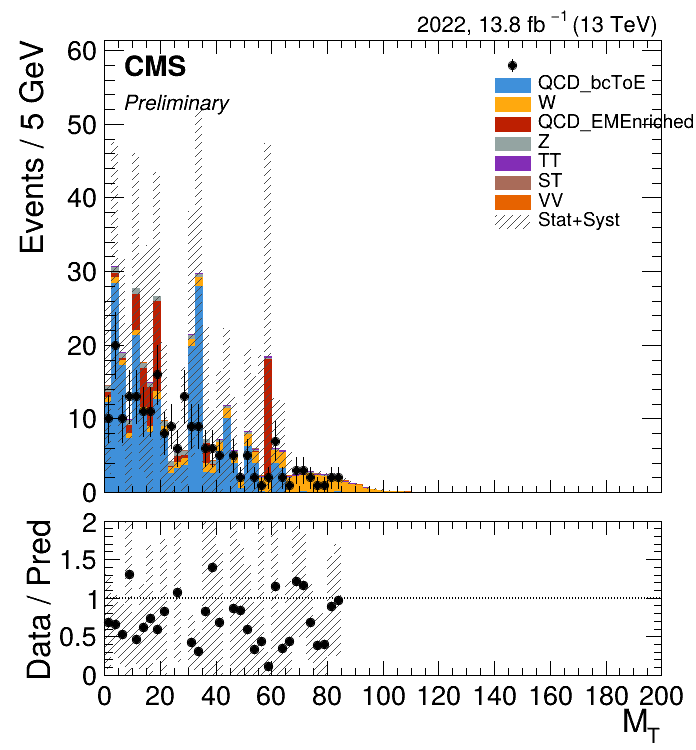 2022, 13.8 fb⁻¹ (13 TeV)
Events / 5 GeV
60
50
40
30
20
10
0
CMS
Preliminary
QCD_bcToE
W
QCD_EMEnriched
Z
TT
ST
VV
Stat+Syst
Data / Pred
2
1.5
1
0.5
0
0 20 40 60 80 100 120 140 160 180 200
M_T